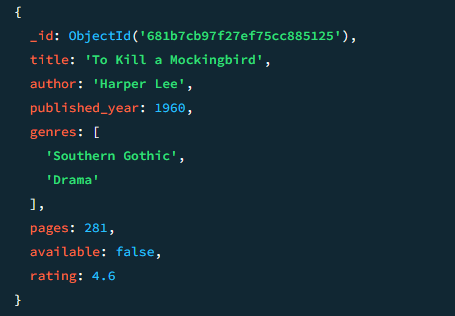 {
  _id: ObjectId('681b7cb97f27ef75cc885125'),
  title: 'To Kill a Mockingbird',
  author: 'Harper Lee',
  published_year: 1960,
  genres: [
    'Southern Gothic',
    'Drama'
  ],
  pages: 281,
  available: false,
  rating: 4.6
}